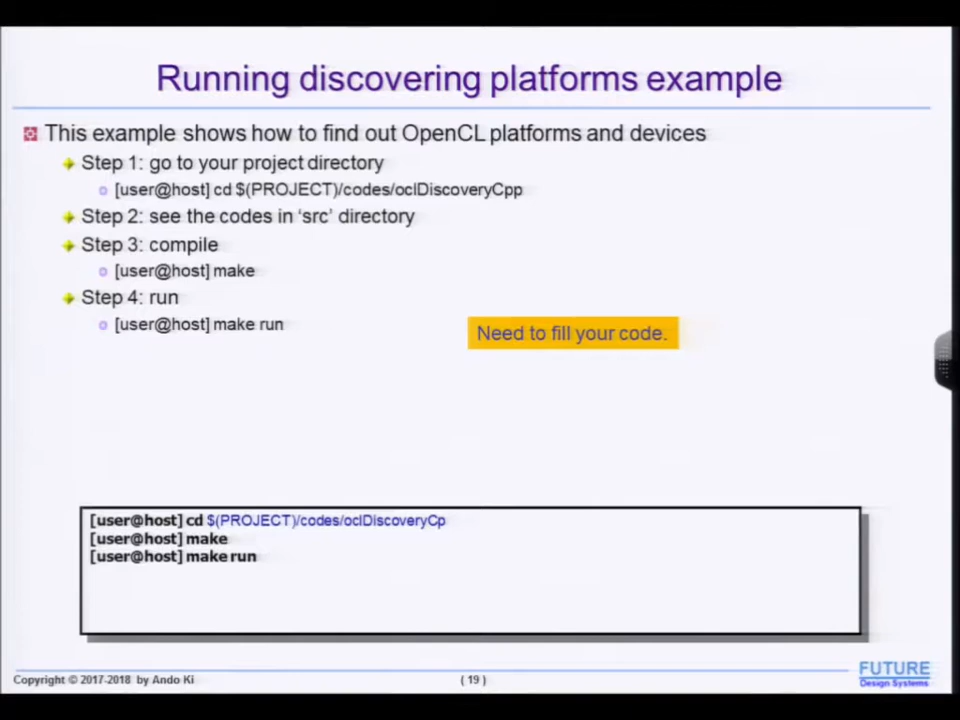 Running discovering platforms example
This example shows how to find out OpenCL platforms and devices
Step 1: go to your project directory
[user@host] cd $(PROJECT)/codes/oclDiscoveryCpp
Step 2: see the codes in ‘src’ directory
Step 3: compile
[user@host] make
Step 4: run
[user@host] make run
Need to fill your code.
[user@host] cd $(PROJECT)/codes/oclDiscoveryCp
[user@host] make
[user@host] make run
Copyright © 2017-2018 by Ando Ki
( 19 )
FUTURE
Design Systems